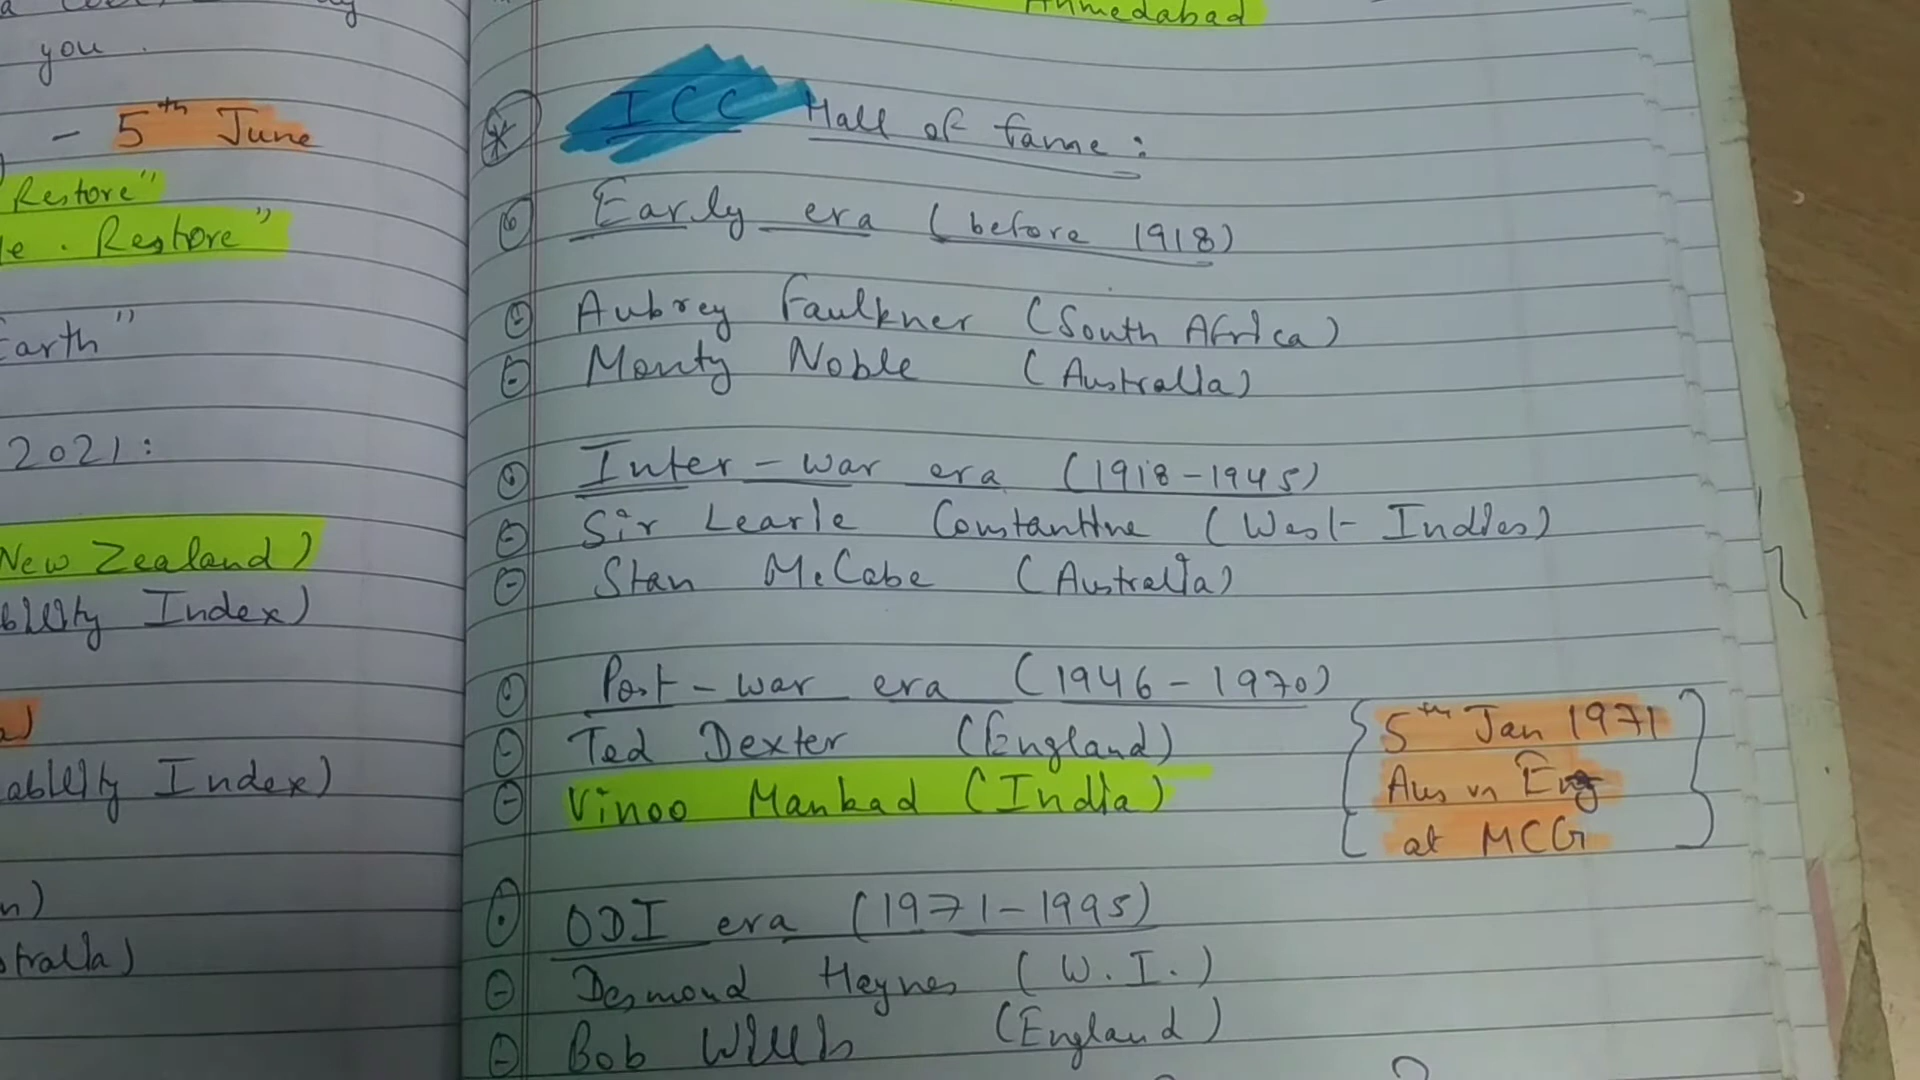 you.
- 5th June
Restore"
. Restore"
Earth"
2021:
New Zealand)
Index)
Index)
n)
stralia)
Ahmedabad
ICC Hall of fame:
Early era (before 1918)
Aubrey Faulkner (South Africa)
Monty Noble (Australia)
Inter-war era (1918-1945)
Sir Learie Constantine (West Indies)
Stan McCabe (Australia)
Post-war era (1946-1970)
Ted Dexter (England)
Vinoo Mankad (India)
5th Jan 1971
Aus vs Eng
at MCG
ODI era (1971-1995)
Desmond Haynes (W.I.)
Bob Willis (England)